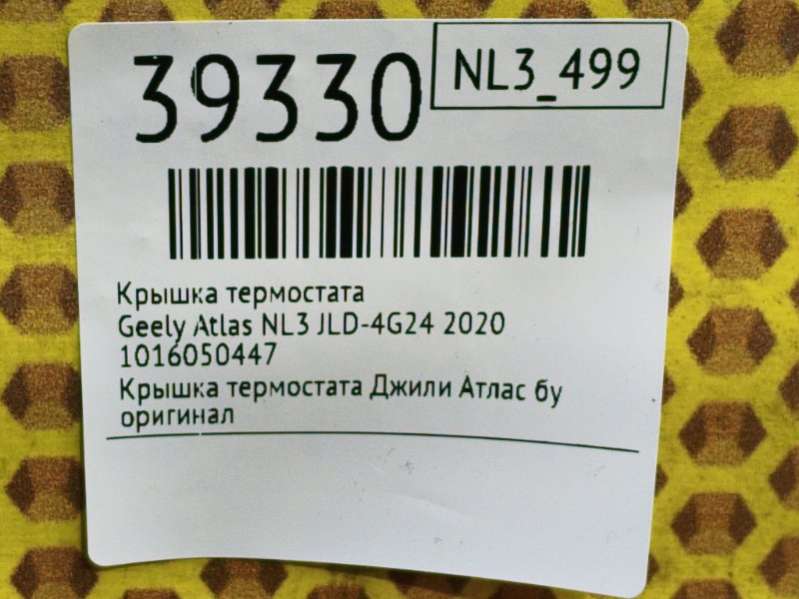 39330
NL3_499
Крышка термостата
Geely Atlas NL3 JLD-4G24 2020
1016050447
Крышка термостата Джили Атлас бу
оригинал